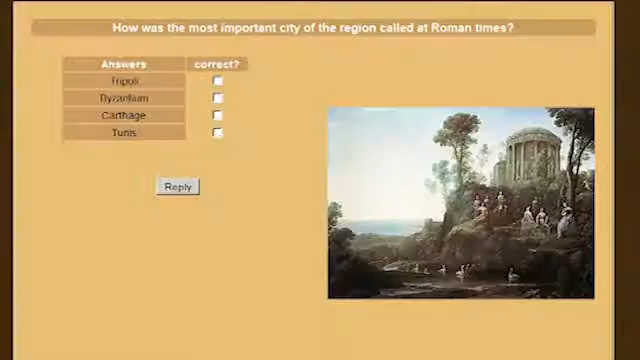 How was the most important city of the region called at Roman times?
Answers correct?
Tripoli
Byzantium
Carthage
Tunis
Reply